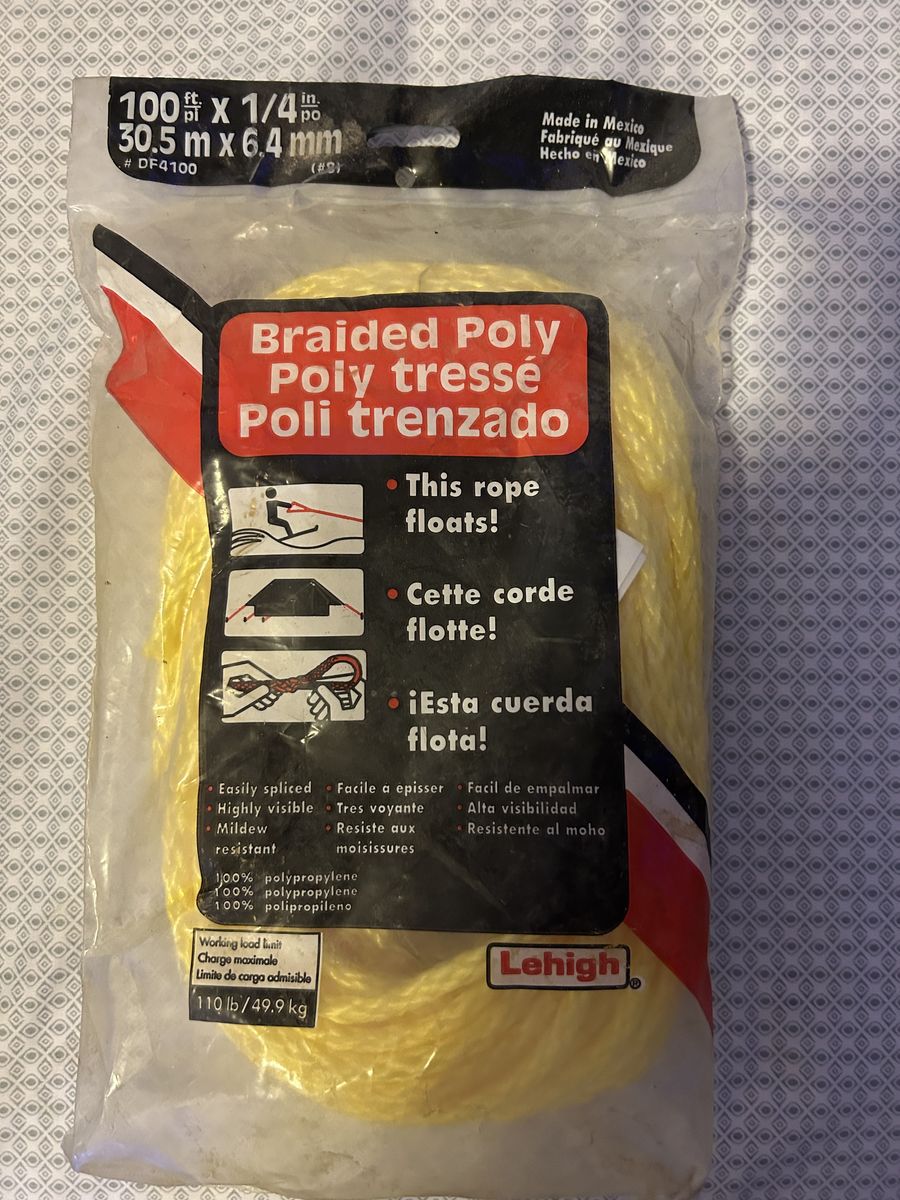 100 ft. pi X 1/4 in. po
30.5 m x 6.4 mm
# DF4100 (#8)
Made in Mexico
Fabriqué au Mexique
Hecho en Mexico
Braided Poly
Poly tressé
Poli trenzado
• This rope
floats!
• Cette corde
flotte!
• ¡Esta cuerda
flota!
• Easily spliced
• Highly visible
• Mildew
resistant
• Facile a episser
• Tres voyante
• Resiste aux
moisissures
• Facil de empalmar
• Alta visibilidad
• Resistente al moho
100% polypropylene
100% polypropylene
100% polipropileno
Working load limit
Charge maximale
Limite de carga admisible
110 lb/49.9 kg
Lehigh®